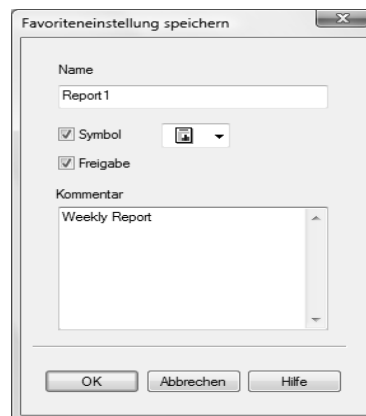 Favoriteneinstellung speichern
Name
Report1
Symbol
Freigabe
Kommentar
Weekly Report
OK Abbrechen Hilfe